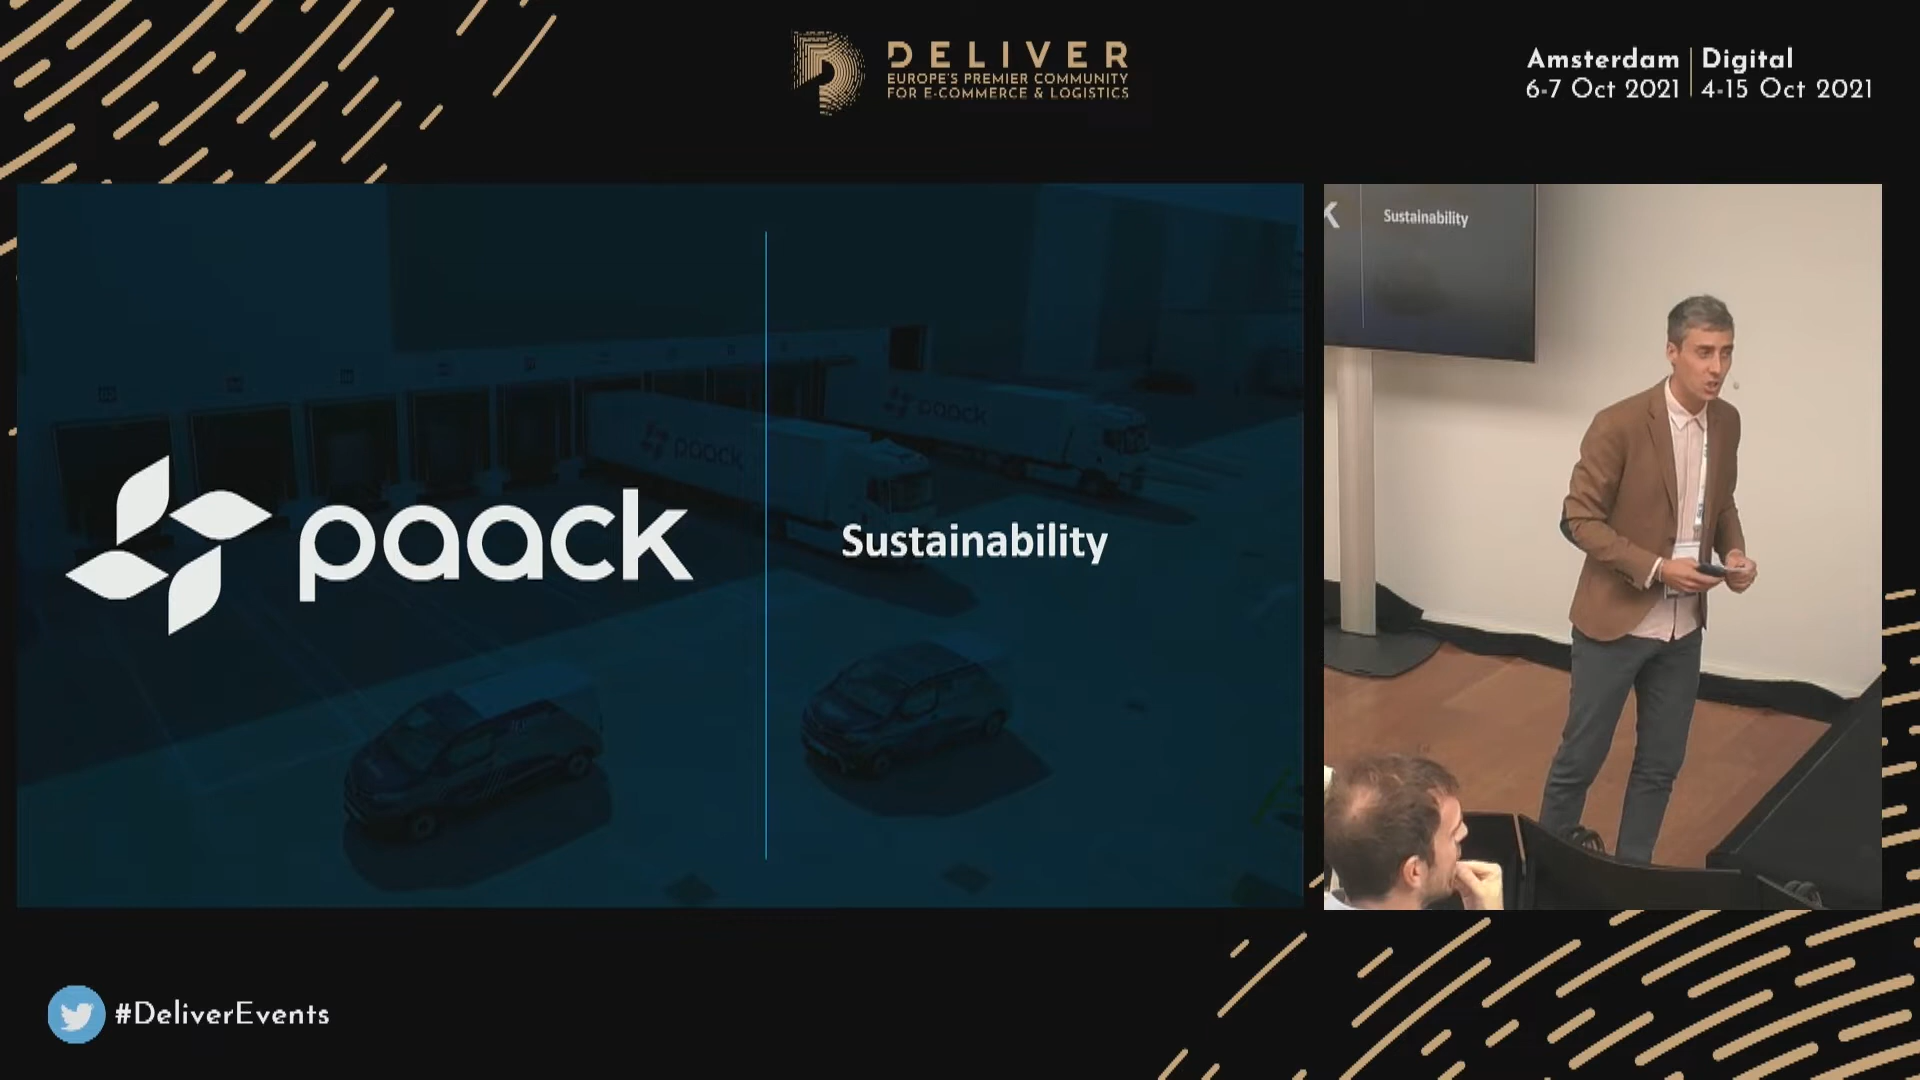 DELIVER
EUROPE'S PREMIER COMMUNITY
FOR E-COMMERCE & LOGISTICS
Amsterdam | Digital
6-7 Oct 2021 | 4-15 Oct 2021
paack
paack
paack
Sustainability
K
Sustainability
#DeliverEvents